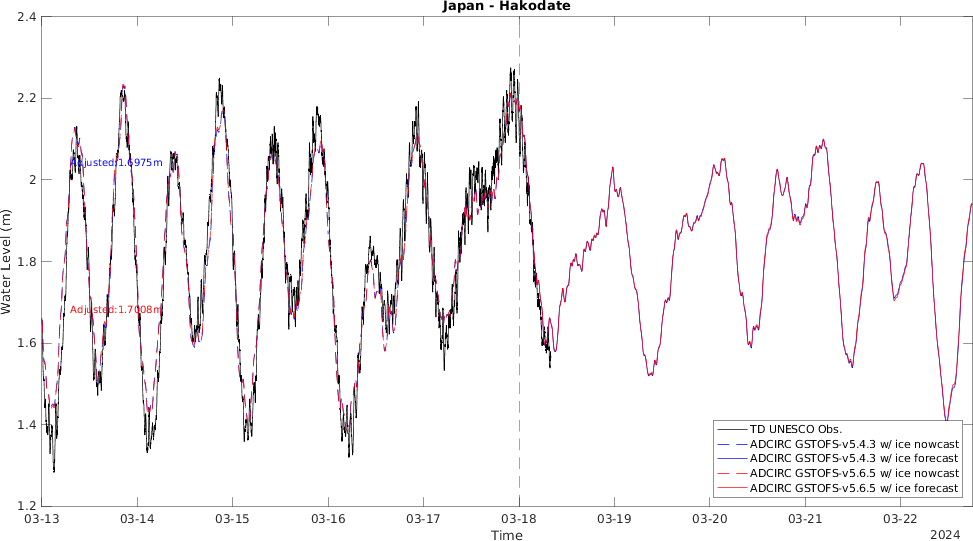 Japan - Hakodate
Water Level (m)
2.4
2.2
2
1.8
1.6
1.4
1.2
Adjusted:1.6975m
Adjusted:1.7008m
TD UNESCO Obs.
ADCIRC GSTOFS-v5.4.3 w/ ice nowcast
ADCIRC GSTOFS-v5.4.3 w/ ice forecast
ADCIRC GSTOFS-v5.6.5 w/ ice nowcast
ADCIRC GSTOFS-v5.6.5 w/ ice forecast
03-13 03-14 03-15 03-16 03-17 03-18 03-19 03-20 03-21 03-22
Time
2024